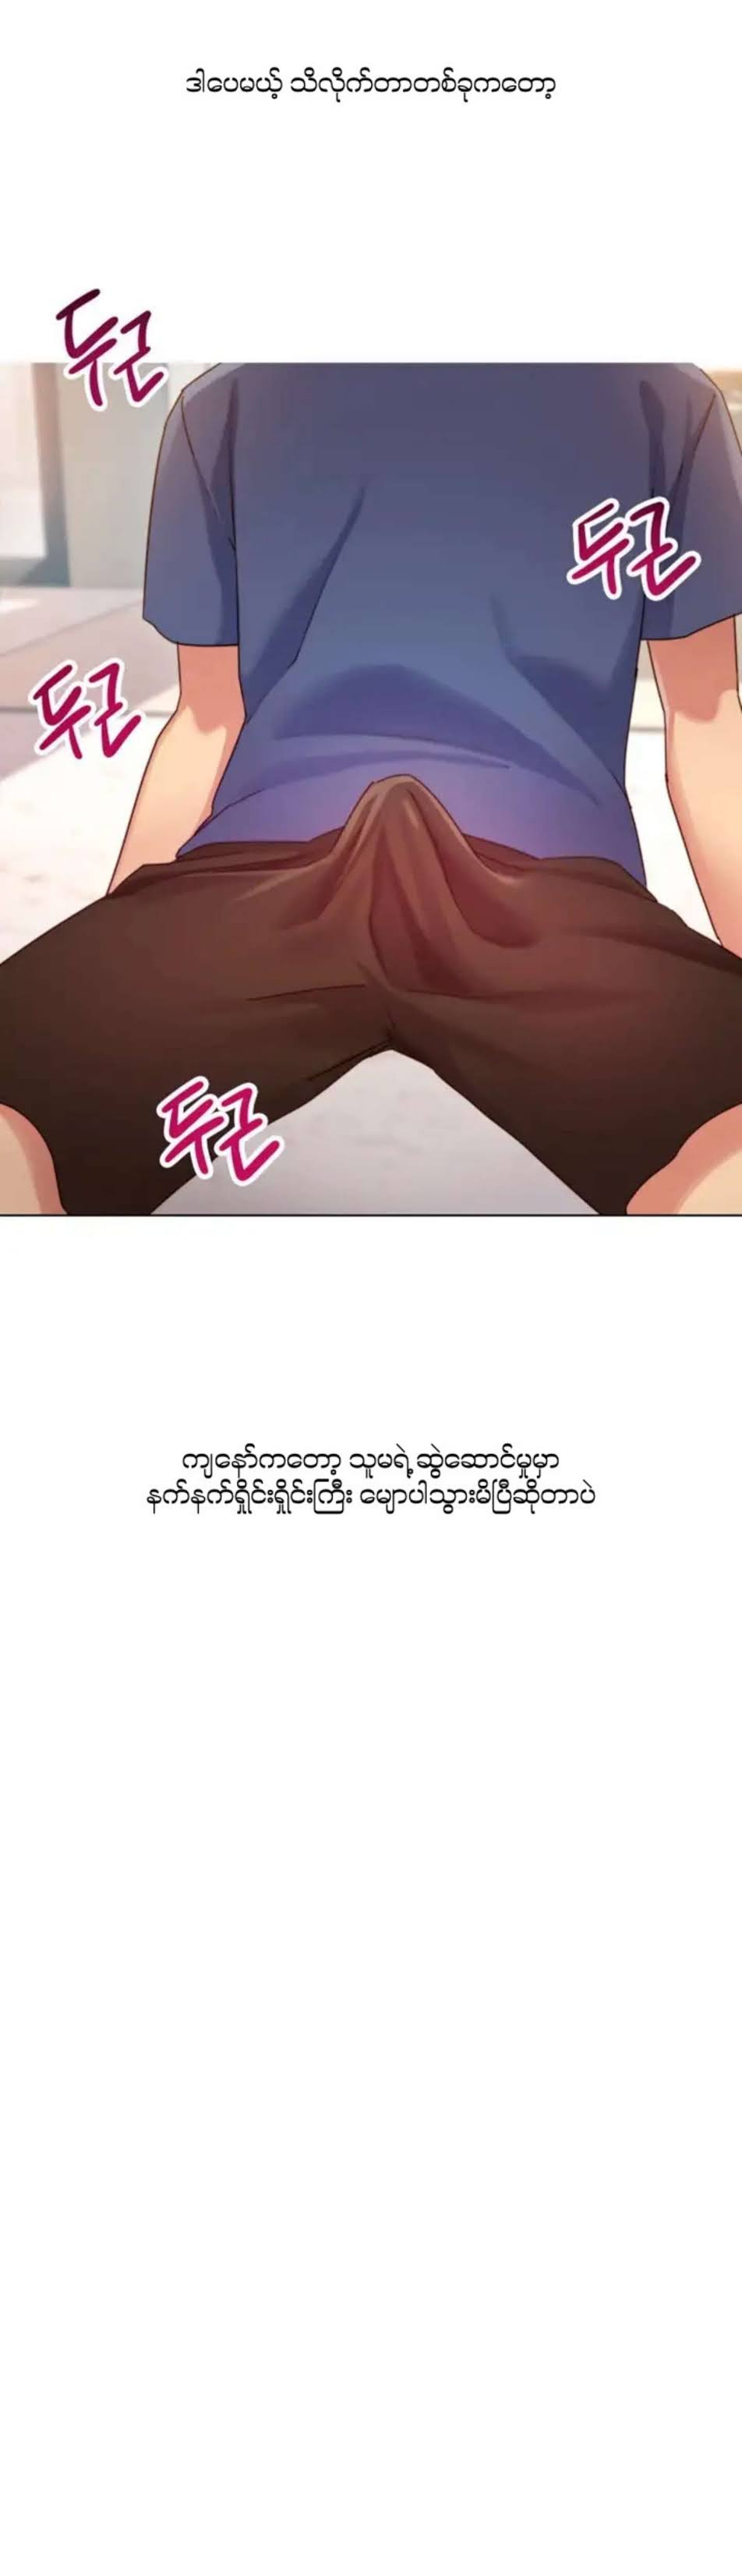 ဒါပေမယ့် သိလိုက်တာတစ်ခုကတော့
두근
두근
두근
두근
ကျနော်ကတော့ သူမရဲ့ဆွဲဆောင်မှုမှာ
နက်နက်ရှိုင်းရှိုင်းကြီး မျောပါသွားမိပြီဆိုတာပဲ